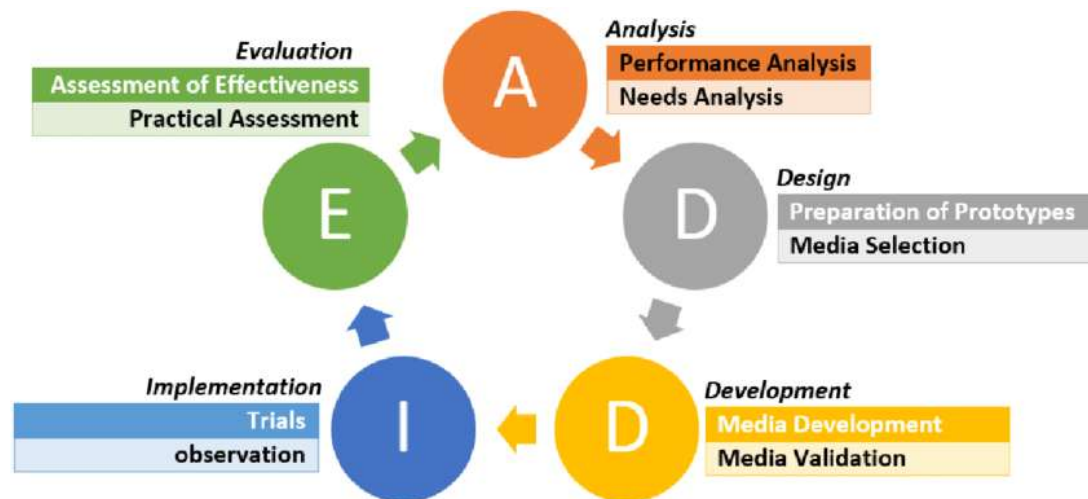 Analysis
A
Performance Analysis
Needs Analysis
Design
D
Preparation of Prototypes
Media Selection
Development
D
Media Development
Media Validation
Implementation
I
Trials
observation
Evaluation
E
Assessment of Effectiveness
Practical Assessment